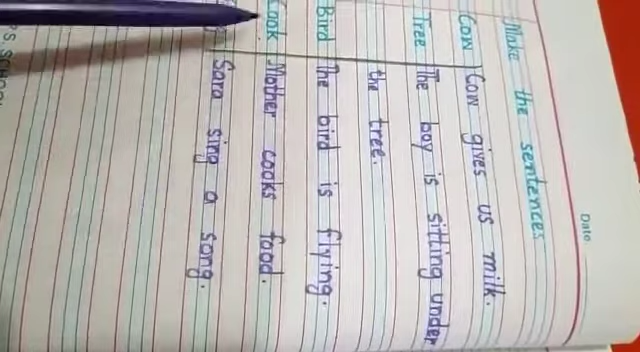 Date
Make the sentences
Cow Cow gives us milk.
Tree The boy is sitting under
the tree.
Bird The bird is flying.
Cook Mother cooks food.
Sara sing a song.